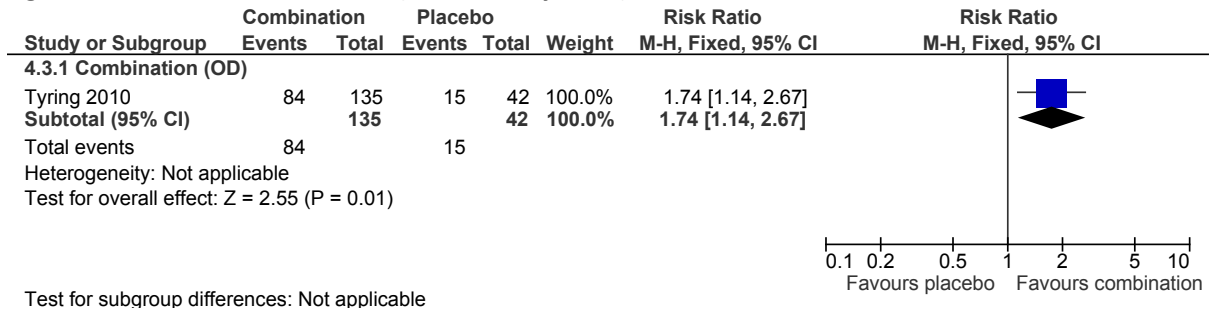 Combination Placebo Risk Ratio Risk Ratio
Study or Subgroup Events Total Events Total Weight M-H, Fixed, 95% CI M-H, Fixed, 95% CI
4.3.1 Combination (OD)
Tyring 2010 84 135 15 42 100.0% 1.74 [1.14, 2.67]
Subtotal (95% CI) 135 42 100.0% 1.74 [1.14, 2.67]
Total events 84 15
Heterogeneity: Not applicable
Test for overall effect: Z = 2.55 (P = 0.01)
0.1 0.2 0.5 1 2 5 10
Favours placebo Favours combination
Test for subgroup differences: Not applicable